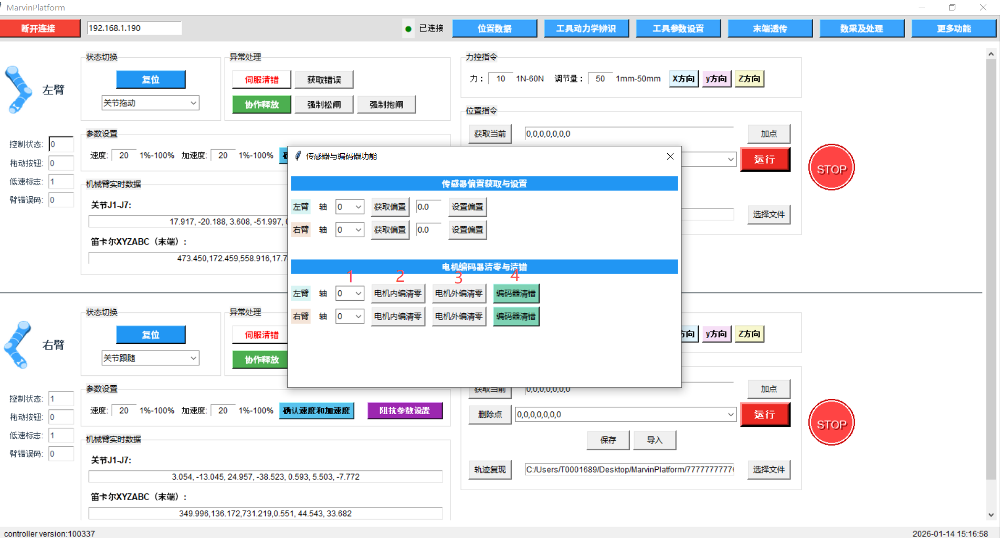 MarvinPlatform
断开连接 192.168.1.190 已连接 位置数据 工具动力学辨识 工具参数设置 末端透传 数采及处理 更多功能
左臂
状态切换
复位
关节拖动
异常处理
伺服清错 获取错误
协作释放 强制松闸 强制抱闸
力控指令
力： 10 1N-60N 调节量： 50 1mm-50mm X方向 y方向 Z方向
位置指令
获取当前 0,0,0,0,0,0,0 加点
运行
STOP
选择文件
控制状态: 0
拖动按钮: 0
低速标志: 1
臂错误码: 0
参数设置
速度: 20 1%-100% 加速度: 20 1%-100%
机械臂实时数据
关节J1-J7:
17.917, -20.188, 3.608, -51.997,
笛卡尔XYZABC（末端）:
473.450,172.459,558.916,17.7
传感器与编码器功能
传感器偏置获取与设置
左臂 轴 0 获取偏置 0.0 设置偏置
右臂 轴 0 获取偏置 0.0 设置偏置
电机编码器清零与清错
1 2 3 4
左臂 轴 0 电机内编清零 电机外编清零 编码器清错
右臂 轴 0 电机内编清零 电机外编清零 编码器清错
右臂
状态切换
复位
关节跟随
异常处理
伺服清错
协作释放
方向 y方向 Z方向
获取当前 0,0,0,0,0,0,0 加点
删除点 0,0,0,0,0,0,0 运行
STOP
保存 导入
轨迹复现 C:/Users/T0001689/Desktop/MarvinPlatform/7777777777 选择文件
控制状态: 1
拖动按钮: 0
低速标志: 1
臂错误码: 0
参数设置
速度: 20 1%-100% 加速度: 20 1%-100% 确认速度和加速度 阻抗参数设置
机械臂实时数据
关节J1-J7:
3.054, -13.045, 24.957, -38.523, 0.593, 5.503, -7.772
笛卡尔XYZABC（末端）:
349.996,136.172,731.219,0.551, 44.543, 33.682
controller version:100337
2026-01-14 15:16:58